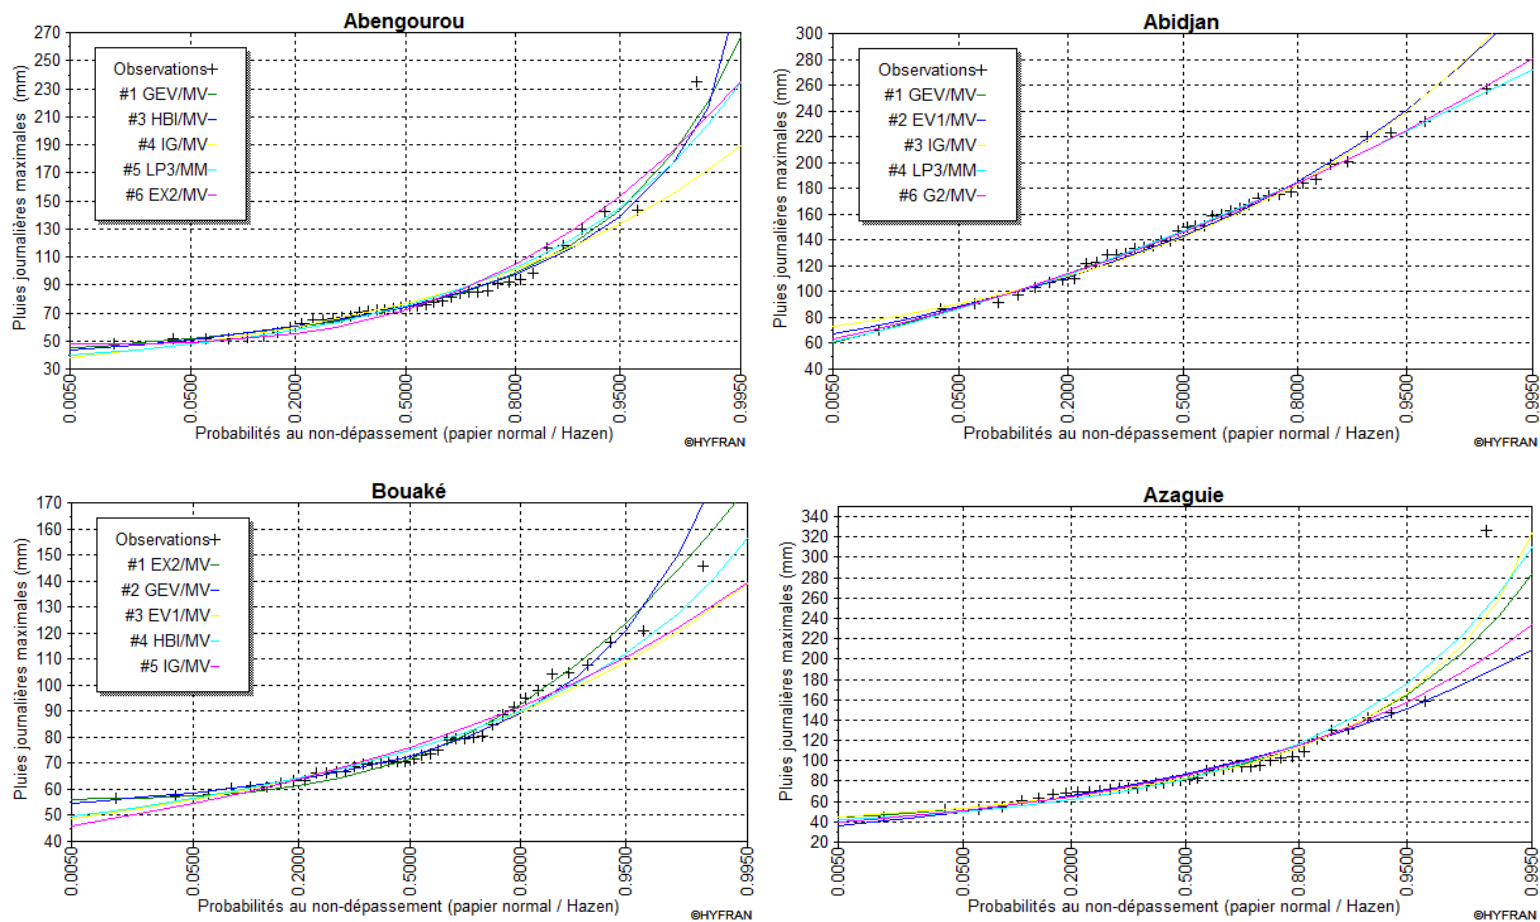 Abengourou
Pluies journalières maximales (mm)
270
250
230
210
190
170
150
130
110
90
70
50
30
Observations+
#1 GEV/MV
#3 HBI/MV
#4 IG/MV
#5 LP3/MM
#6 EX2/MV
0.0050
0.0500
0.2000
0.5000
0.8000
0.9500
0.9950
Probabilités au non-dépassement (papier normal / Hazen)
©HYFRAN
Abidjan
Pluies journalières maximales (mm)
300
280
260
240
220
200
180
160
140
120
100
80
60
40
Observations+
#1 GEV/MV
#2 EV1/MV
#3 IG/MV
#4 LP3/MM
#6 G2/MV
0.0050
0.0500
0.2000
0.5000
0.8000
0.9500
0.9950
Probabilités au non-dépassement (papier normal / Hazen)
©HYFRAN
Bouaké
Pluies journalières maximales (mm)
170
160
150
140
130
120
110
100
90
80
70
60
50
40
Observations+
#1 EX2/MV
#2 GEV/MV
#3 EV1/MV
#4 HBI/MV
#5 IG/MV
0.0050
0.0500
0.2000
0.5000
0.8000
0.9500
0.9950
Probabilités au non-dépassement (papier normal / Hazen)
©HYFRAN
Azaguie
Pluies journalières maximales (mm)
340
320
300
280
260
240
220
200
180
160
140
120
100
80
60
40
20
0.0050
0.0500
0.2000
0.5000
0.8000
0.9500
0.9950
Probabilités au non-dépassement (papier normal / Hazen)
©HYFRAN